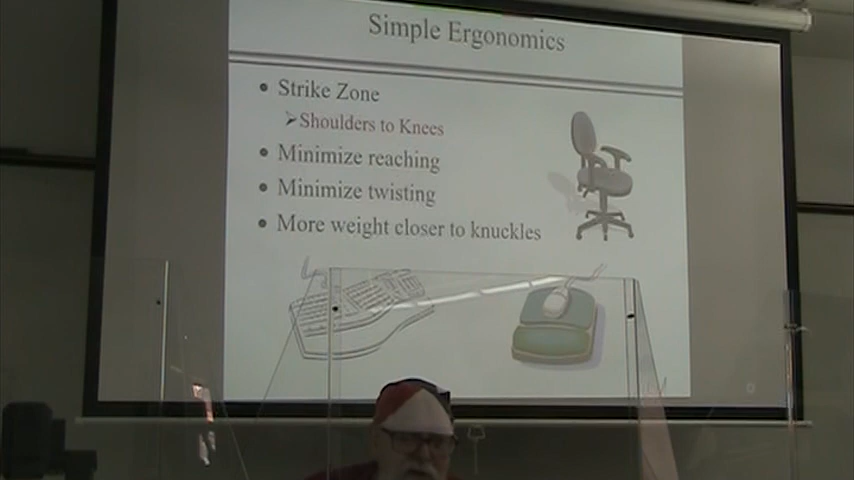 Simple Ergonomics
• Strike Zone
➢Shoulders to Knees
• Minimize reaching
• Minimize twisting
• More weight closer to knuckles